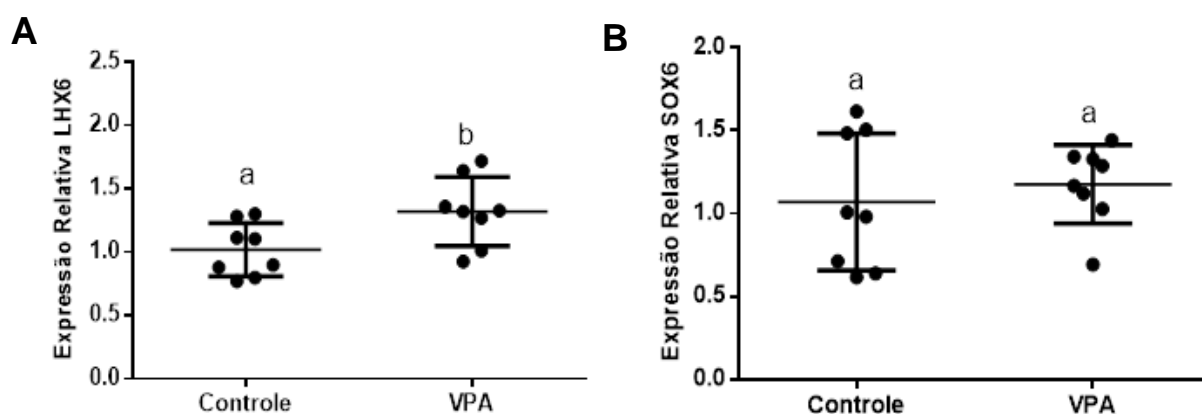 A
Expressão Relativa LHX6
2.5
2.0
1.5
1.0
0.5
0.0
a
b
Controle
VPA
B
Expressão Relativa SOX6
2.0
1.5
1.0
0.5
0.0
a
a
Controle
VPA